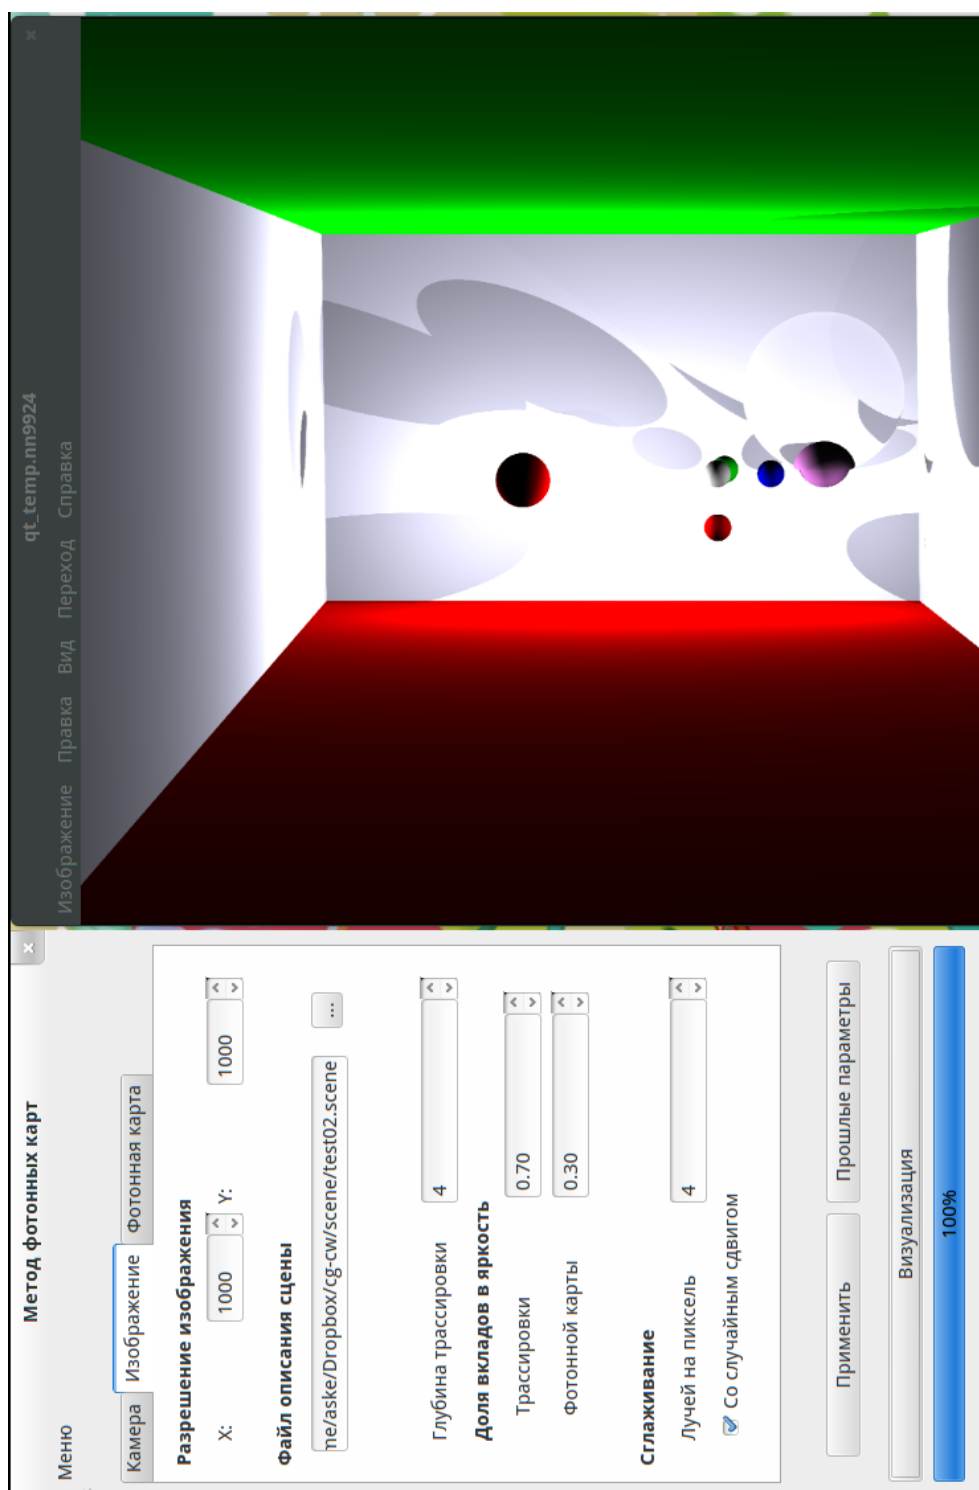 Метод фотонных карт
Меню
Камера Изображение Фотонная карта
Разрешение изображения
X: 1000 Y: 1000
Файл описания сцены
me/aske/Dropbox/cg-cw/scene/test02.scene ...
Глубина трассировки 4
Доля вкладов в яркость
Трассировки 0.70
Фотонной карты 0.30
Сглаживание
Лучей на пиксель 4
Со случайным сдвигом
Применить Прошлые параметры
Визуализация
100%
qt_temp.nn9924
Изображение Правка Вид Переход Справка